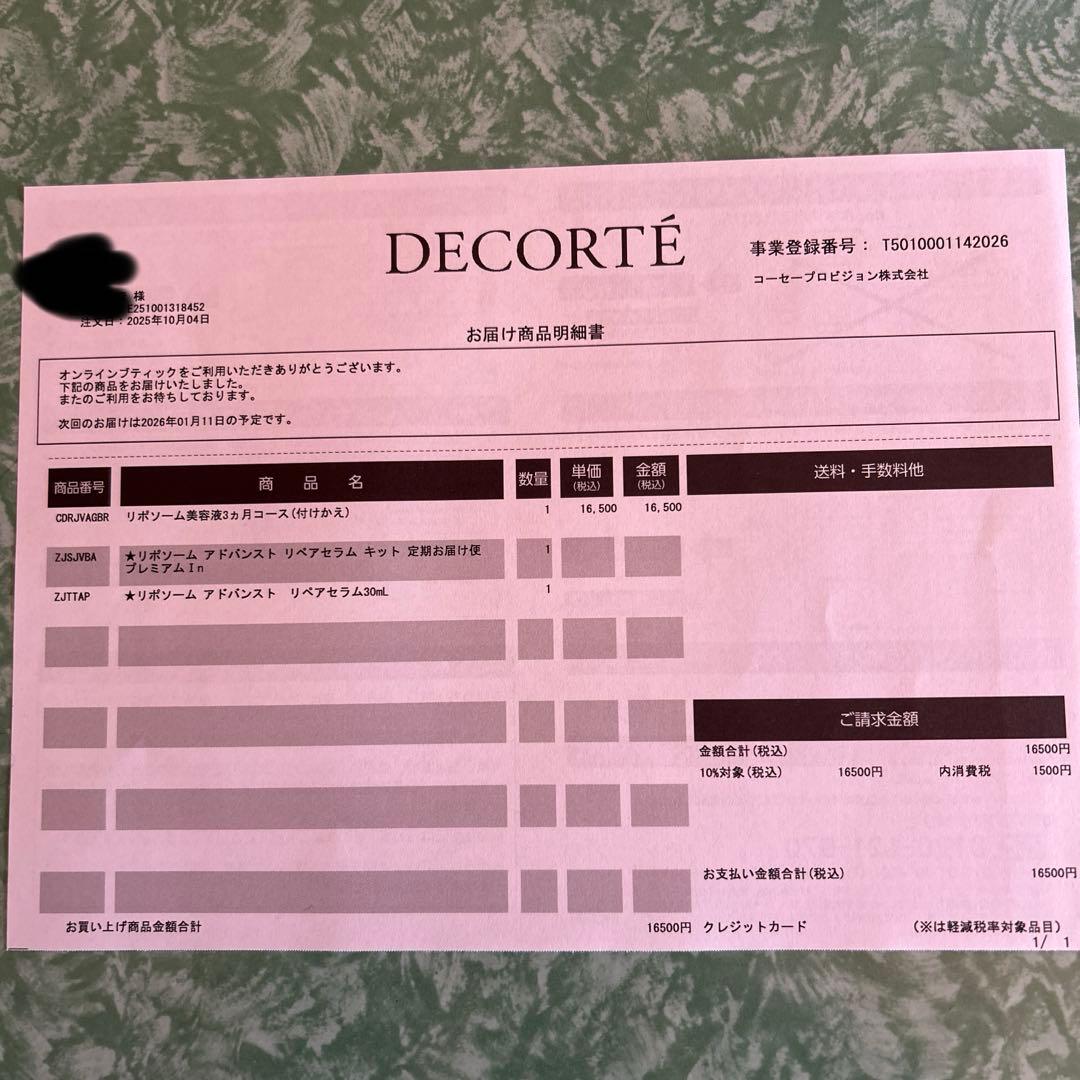 DECORTÉ
事業登録番号： T5010001142026
コーセープロビジョン株式会社
様
E251001318452
注文日：2025年10月04日
お届け商品明細書
オンラインブティックをご利用いただきありがとうございます。
下記の商品をお届けいたしました。
またのご利用をお待ちしております。
次回のお届けは2026年01月11日の予定です。
商品番号 商品名 数量 単価(税込) 金額(税込) 送料・手数料他
CDRJVAGBR リポソーム美容液3ヵ月コース(付けかえ) 1 16,500 16,500
ZJSJVBA ★リポソーム アドバンスト リペアセラム キット 定期お届け便 1
プレミアムＩｎ
ZJTTAP ★リポソーム アドバンスト リペアセラム30mL 1
ご請求金額
金額合計(税込) 16500円
10%対象(税込) 16500円 内消費税 1500円
お支払い金額合計(税込) 16500円
お買い上げ商品金額合計 16500円 クレジットカード (※は軽減税率対象品目)
1/ 1